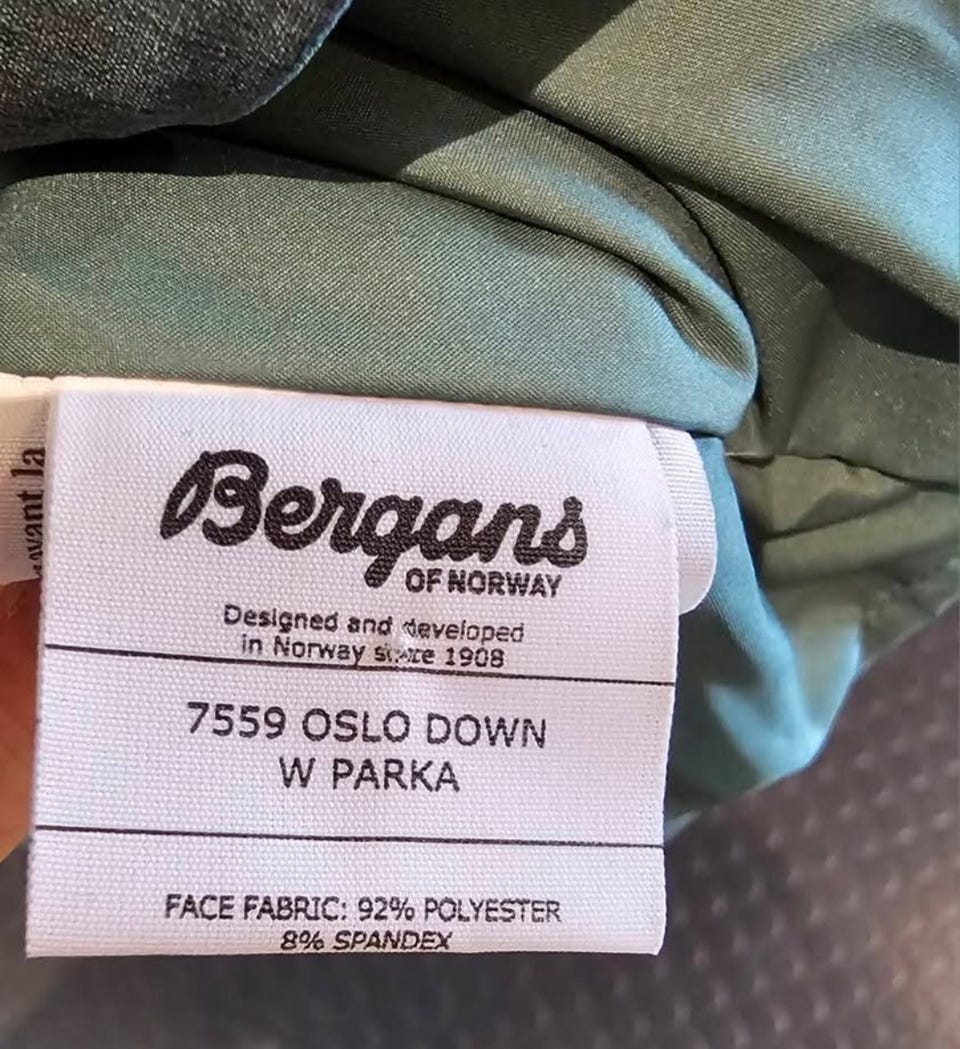 Bergans
OF NORWAY
Designed and developed
in Norway since 1908
7559 OSLO DOWN
W PARKA
FACE FABRIC: 92% POLYESTER
8% SPANDEX
la